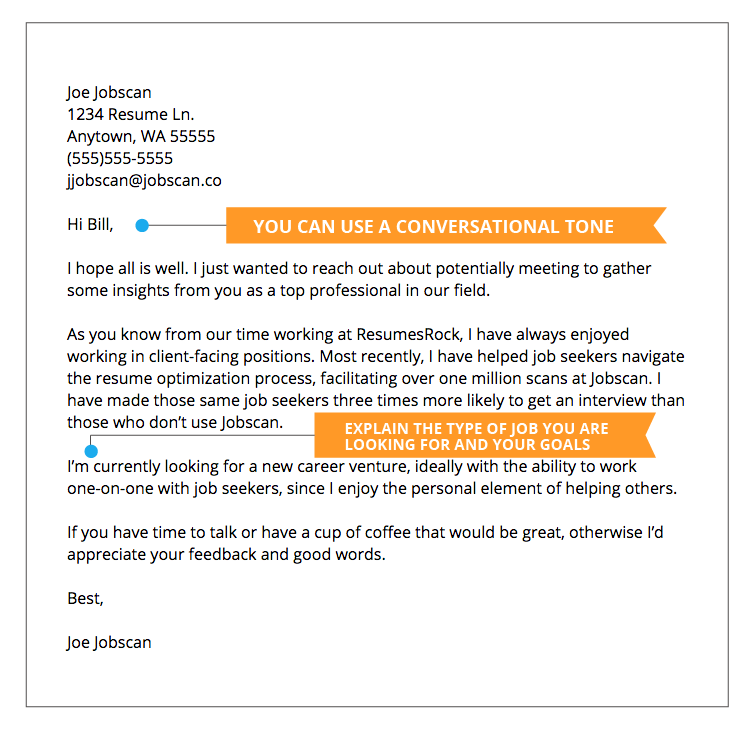 Joe Jobscan
1234 Resume Ln.
Anytown, WA 55555
(555)555-5555
jjobscan@jobscan.co
Hi Bill,
YOU CAN USE A CONVERSATIONAL TONE
I hope all is well. I just wanted to reach out about potentially meeting to gather
some insights from you as a top professional in our field.
As you know from our time working at ResumesRock, I have always enjoyed
working in client-facing positions. Most recently, I have helped job seekers navigate
the resume optimization process, facilitating over one million scans at Jobscan. I
have made those same job seekers three times more likely to get an interview than
those who don’t use Jobscan.
EXPLAIN THE TYPE OF JOB YOU ARE
LOOKING FOR AND YOUR GOALS
I’m currently looking for a new career venture, ideally with the ability to work
one-on-one with job seekers, since I enjoy the personal element of helping others.
If you have time to talk or have a cup of coffee that would be great, otherwise I’d
appreciate your feedback and good words.
Best,
Joe Jobscan